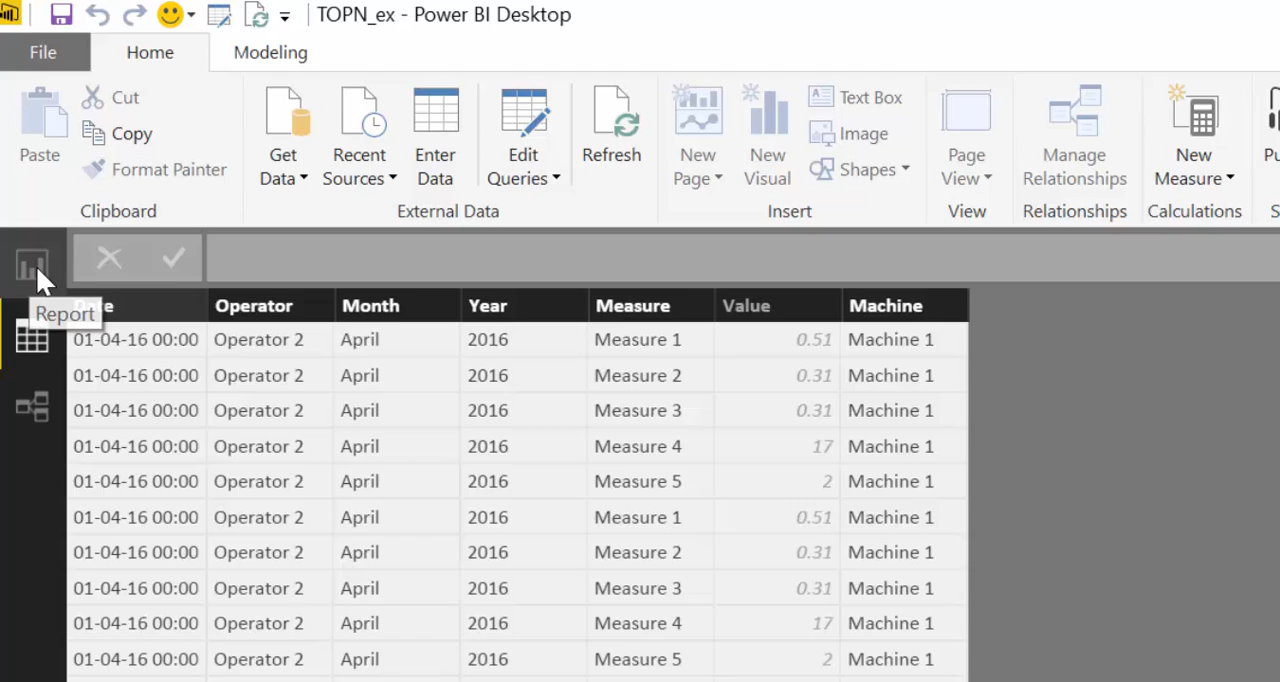 TOPN_ex - Power BI Desktop
File Home Modeling
Cut
Copy
Format Painter
Paste
Get Data
Recent Sources
Enter Data
Edit Queries
Refresh
New Page
New Visual
Text Box
Image
Shapes
Page View
Manage Relationships
New Measure
Pu
Clipboard External Data Insert View Relationships Calculations S
Report
te Operator Month Year Measure Value Machine
01-04-16 00:00 Operator 2 April 2016 Measure 1 0.51 Machine 1
01-04-16 00:00 Operator 2 April 2016 Measure 2 0.31 Machine 1
01-04-16 00:00 Operator 2 April 2016 Measure 3 0.31 Machine 1
01-04-16 00:00 Operator 2 April 2016 Measure 4 17 Machine 1
01-04-16 00:00 Operator 2 April 2016 Measure 5 2 Machine 1
01-04-16 00:00 Operator 2 April 2016 Measure 1 0.51 Machine 1
01-04-16 00:00 Operator 2 April 2016 Measure 2 0.31 Machine 1
01-04-16 00:00 Operator 2 April 2016 Measure 3 0.31 Machine 1
01-04-16 00:00 Operator 2 April 2016 Measure 4 17 Machine 1
01-04-16 00:00 Operator 2 April 2016 Measure 5 2 Machine 1